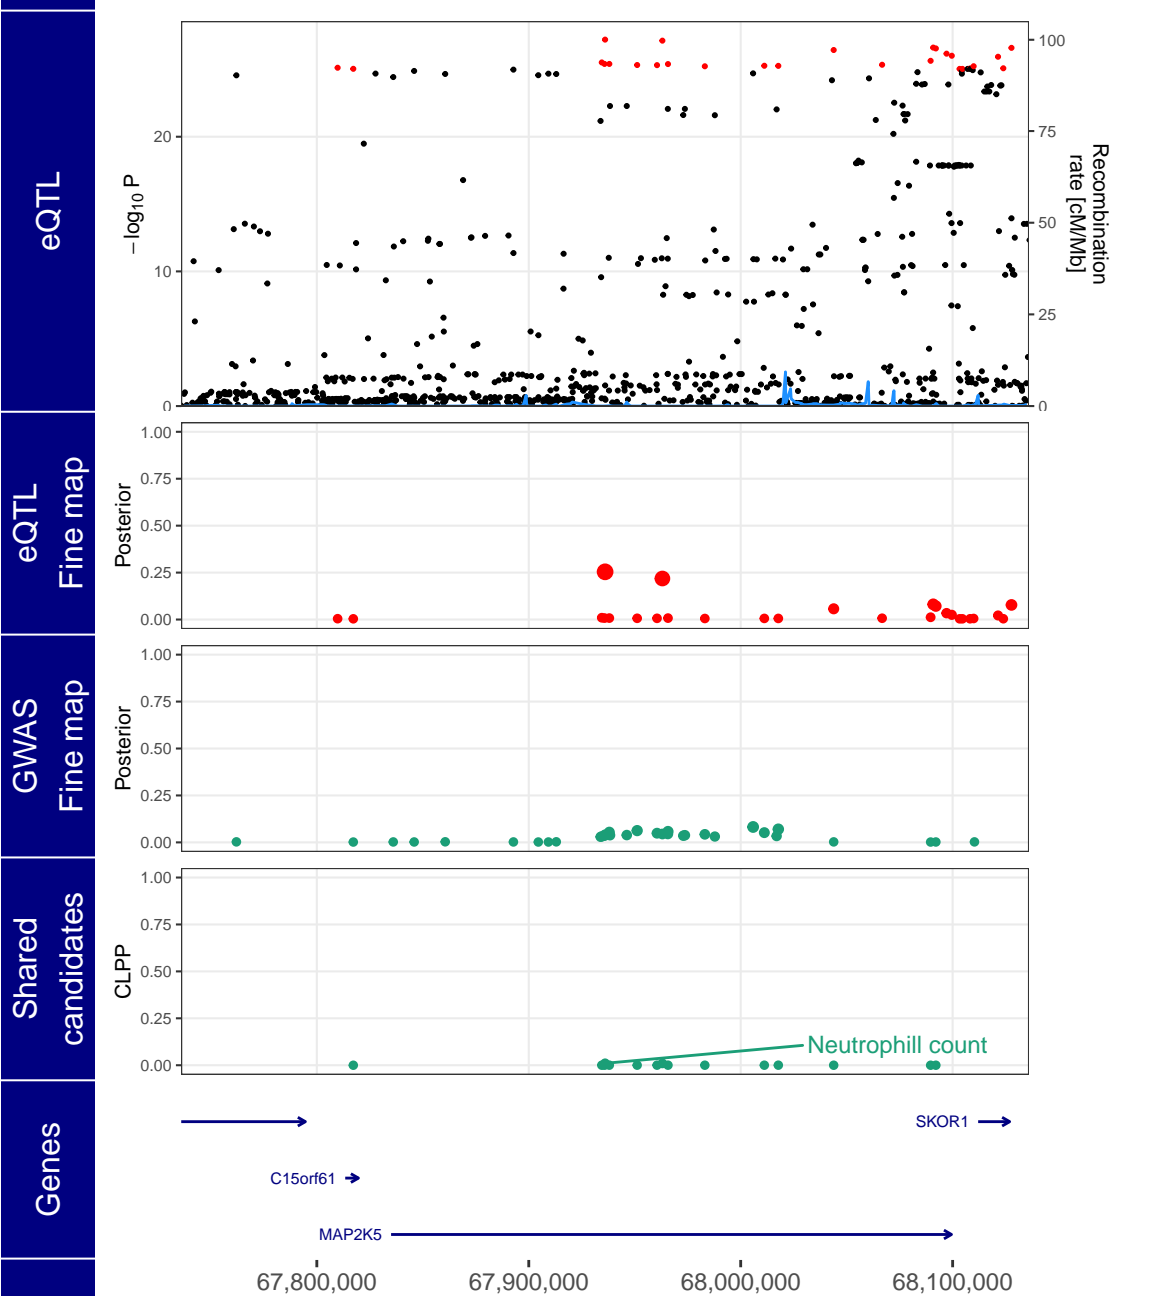 eQTL
−log10 P
20
10
0
100
75
50
25
0
Recombination
rate [cM/Mb]
eQTL
Fine map
Posterior
1.00
0.75
0.50
0.25
0.00
GWAS
Fine map
Posterior
1.00
0.75
0.50
0.25
0.00
Shared
candidates
CLPP
1.00
0.75
0.50
0.25
0.00
Neutrophill count
Genes
SKOR1
C15orf61
MAP2K5
67,800,000
67,900,000
68,000,000
68,100,000